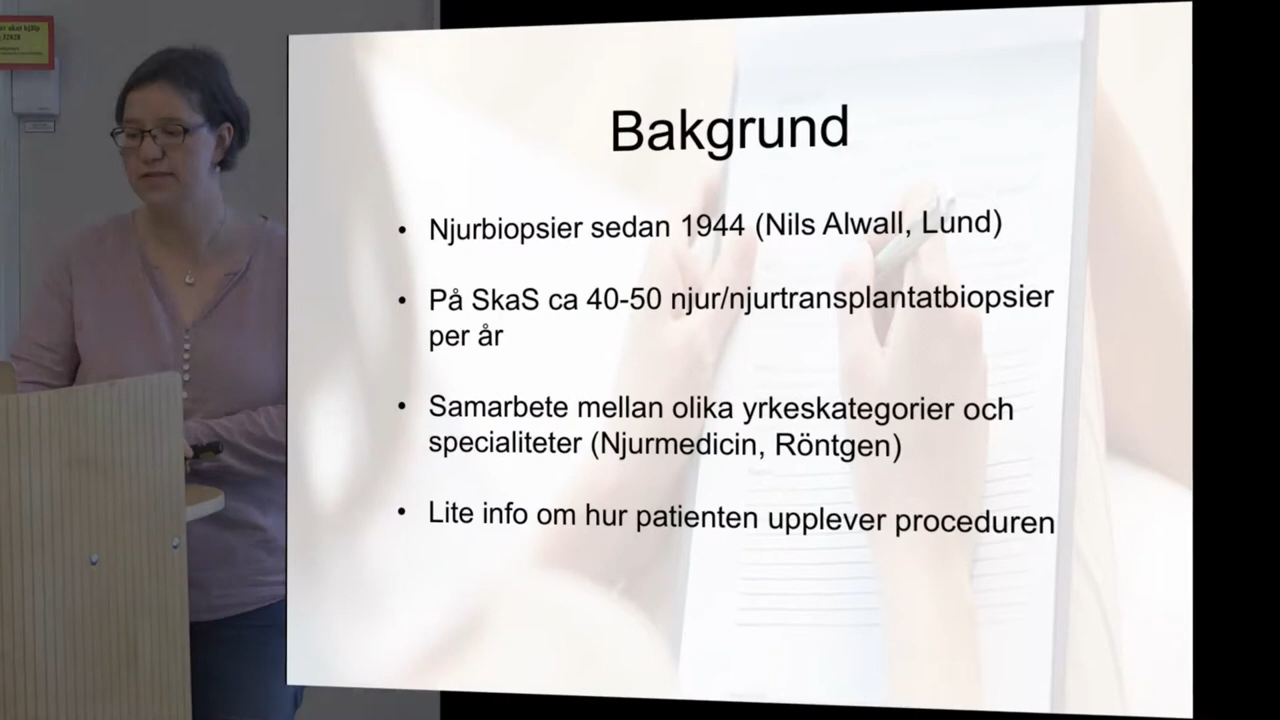 32828
Bakgrund
• Njurbiopsier sedan 1944 (Nils Alwall, Lund)
• På SkaS ca 40-50 njur/njurtransplantatbiopsier
per år
• Samarbete mellan olika yrkeskategorier och
specialiteter (Njurmedicin, Röntgen)
• Lite info om hur patienten upplever proceduren